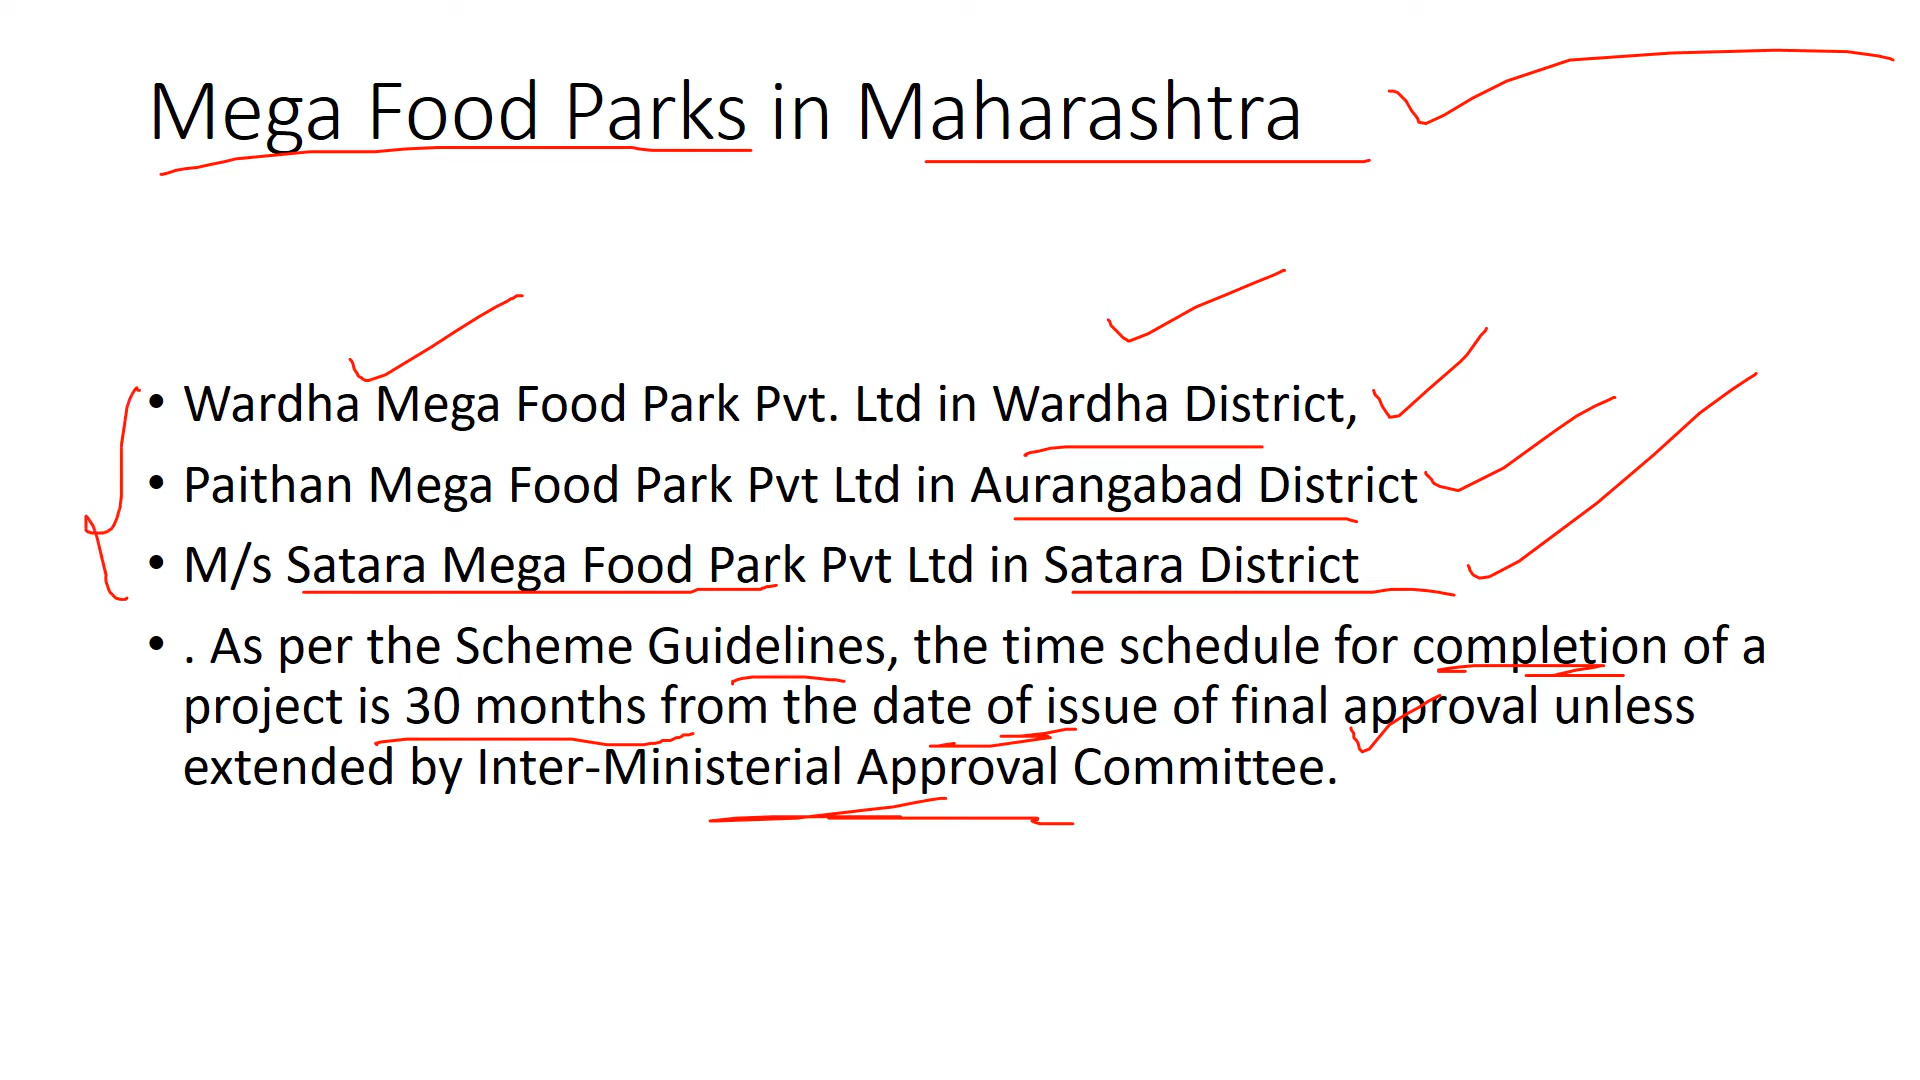 Mega Food Parks in Maharashtra
• Wardha Mega Food Park Pvt. Ltd in Wardha District,
• Paithan Mega Food Park Pvt Ltd in Aurangabad District
• M/s Satara Mega Food Park Pvt Ltd in Satara District
• . As per the Scheme Guidelines, the time schedule for completion of a
project is 30 months from the date of issue of final approval unless
extended by Inter-Ministerial Approval Committee.